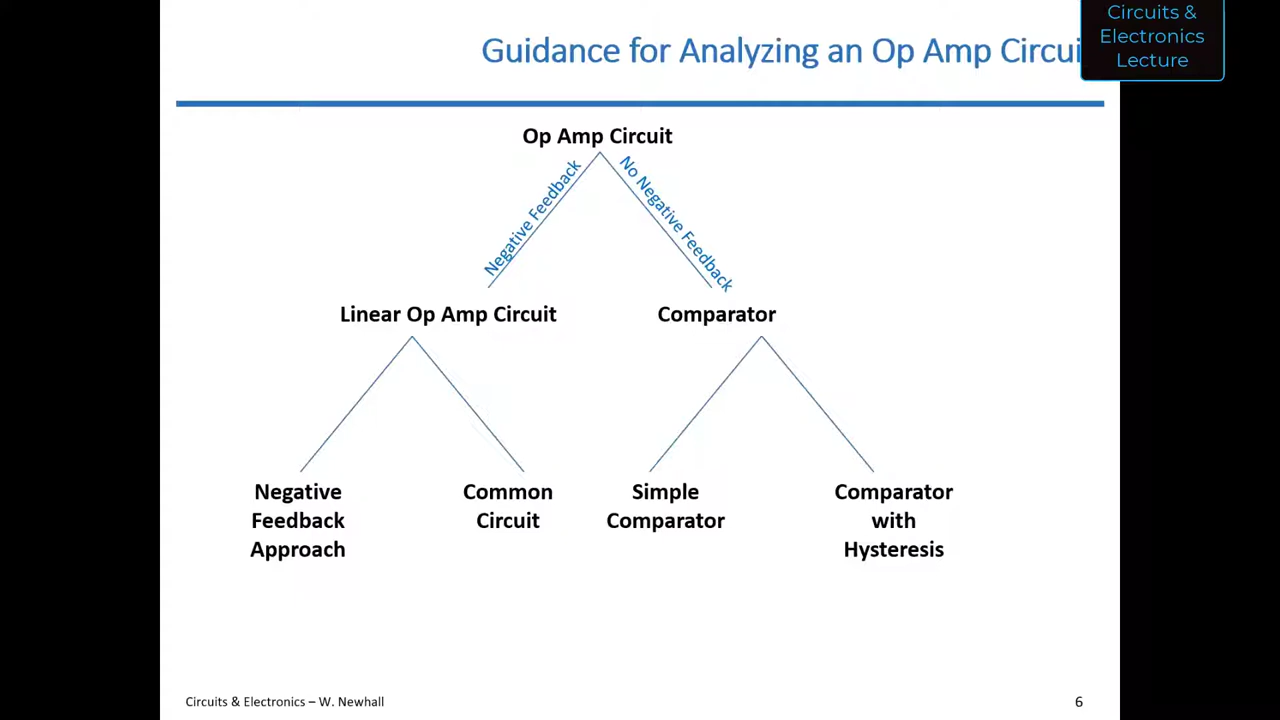 Circuits &
Electronics
Lecture
Guidance for Analyzing an Op Amp Circui
Op Amp Circuit
Negative Feedback
No Negative Feedback
Linear Op Amp Circuit
Comparator
Negative
Feedback
Approach
Common
Circuit
Simple
Comparator
Comparator
with
Hysteresis
Circuits & Electronics – W. Newhall
6